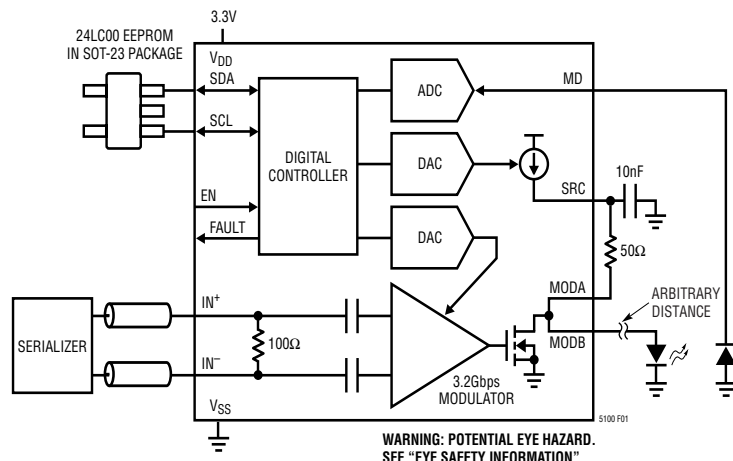 24LC00 EEPROM
IN SOT-23 PACKAGE
3.3V
VDD
SDA
SCL
EN
FAULT
DIGITAL
CONTROLLER
ADC
DAC
DAC
MD
SRC
10nF
50Ω
MODA
MODB
ARBITRARY
DISTANCE
SERIALIZER
IN+
IN–
100Ω
3.2Gbps
MODULATOR
VSS
5100 F01
WARNING: POTENTIAL EYE HAZARD.
SEE “EYE SAFETY INFORMATION”